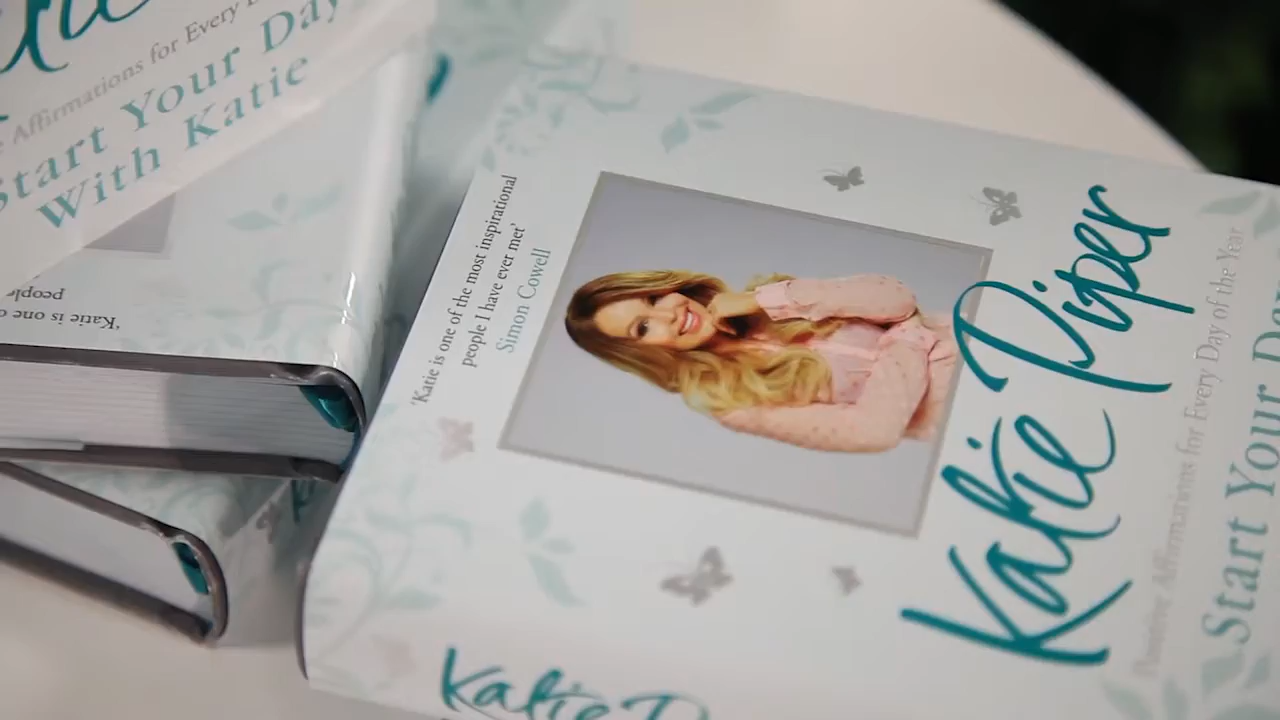 Affirmations for Every
Start Your Day
With Katie
'Katie is one
people
'Katie is one of the most inspirational
people I have ever met'
Simon Cowell
Katie Piper
Positive Affirmations for Every Day of the Year
Start Your Day
Katie